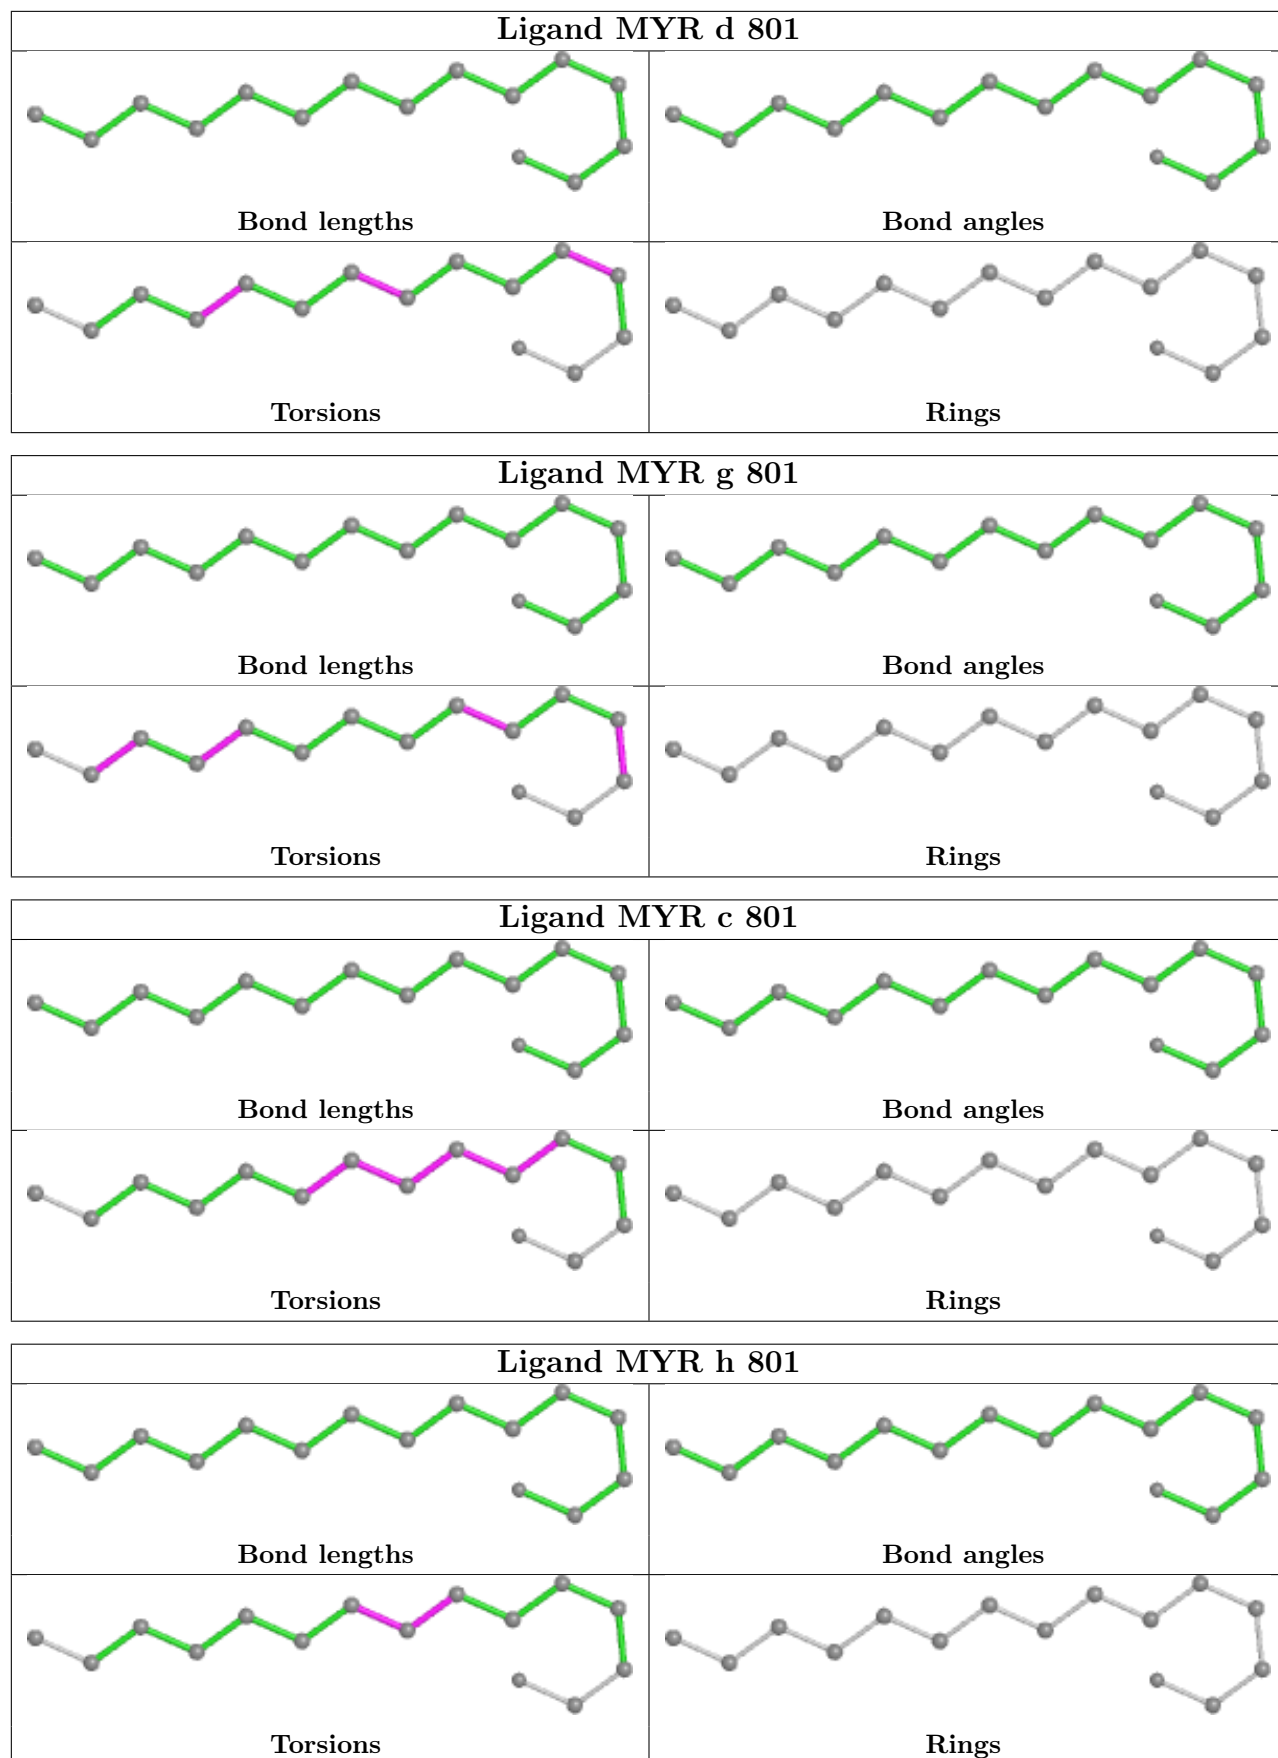 Ligand MYR d 801
Bond lengths
Bond angles
Torsions
Rings
Ligand MYR g 801
Bond lengths
Bond angles
Torsions
Rings
Ligand MYR c 801
Bond lengths
Bond angles
Torsions
Rings
Ligand MYR h 801
Bond lengths
Bond angles
Torsions
Rings